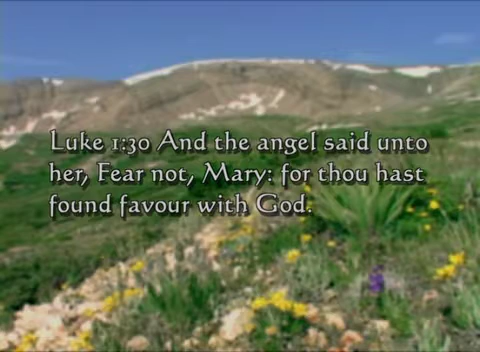 Luke 1:30 And the angel said unto
her, Fear not, Mary: for thou hast
found favour with God.